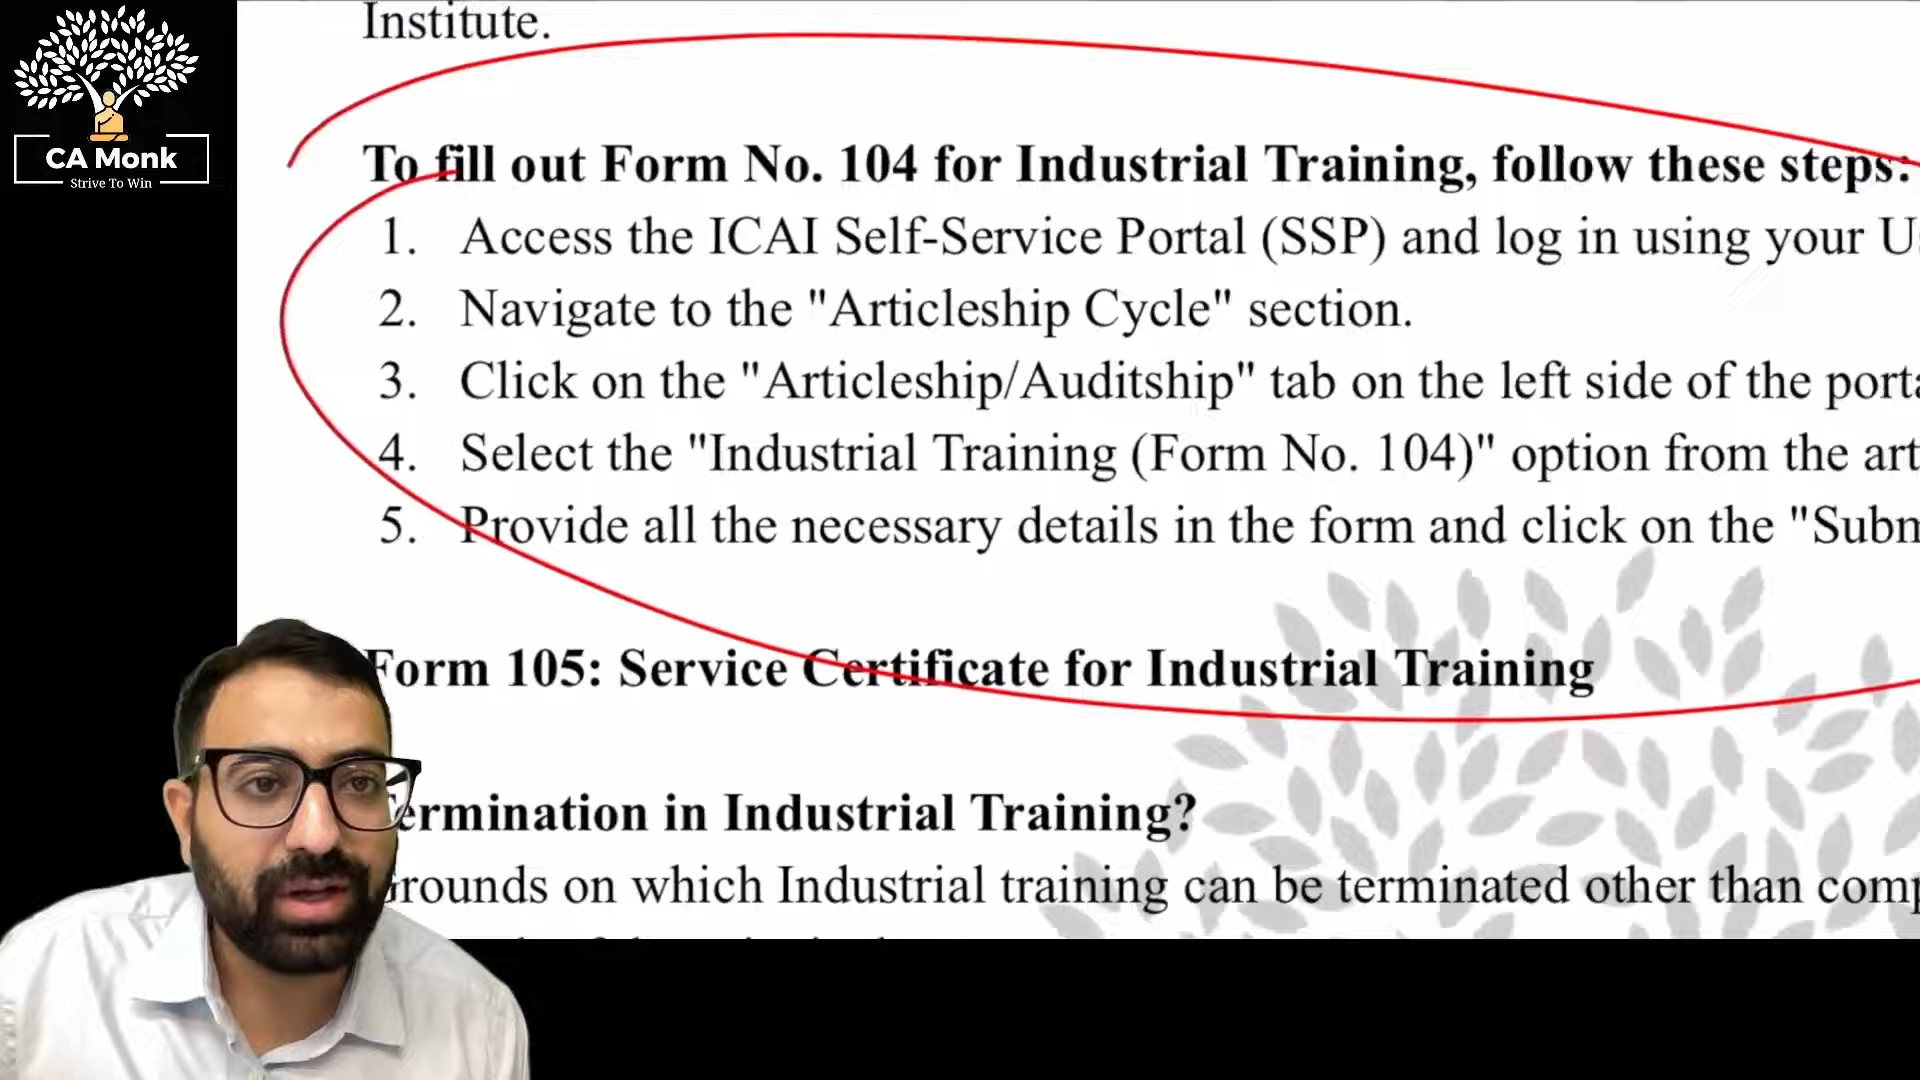 CA Monk
Strive To Win
Institute.
To fill out Form No. 104 for Industrial Training, follow these steps:
1. Access the ICAI Self-Service Portal (SSP) and log in using your
2. Navigate to the "Articleship Cycle" section.
3. Click on the "Articleship/Auditship" tab on the left side of the
4. Select the "Industrial Training (Form No. 104)" option from the
5. Provide all the necessary details in the form and click on the
Form 105: Service Certificate for Industrial Training
Termination in Industrial Training?
Grounds on which Industrial training can be terminated other than